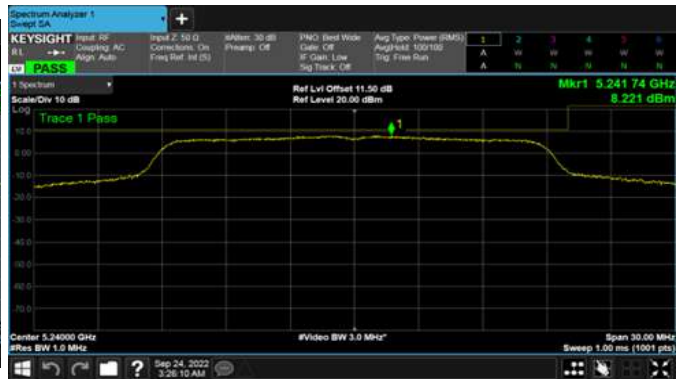 Spectrum Analyzer 1
Swept SA
+
KEYSIGHT Input: RF Input Z: 50 Ω #Atten: 30 dB PNO: Best Wide Avg Type: Power (RMS) 1 2 3 4 5 6
RL Coupling: AC Corrections: On Preamp: Off Gate: Off Avg|Hold: 100/100 A W W W W W
Align: Auto Freq Ref: Int (S) IF Gain: Low Trig: Free Run
LW PASS Sig Track: Off A N N N N N
1 Spectrum
Scale/Div 10 dB
Ref Lvl Offset 11.50 dB
Ref Level 20.00 dBm
Mkr1 5.241 74 GHz
8.221 dBm
Log
Trace 1 Pass
1
10.0
0.00
-10.0
-20.0
-30.0
-40.0
-50.0
-60.0
-70.0
Center 5.24000 GHz #Video BW 3.0 MHz* Span 30.00 MHz
#Res BW 1.0 MHz Sweep 1.00 ms (1001 pts)
?
Sep 24, 2022
3:26:10 AM